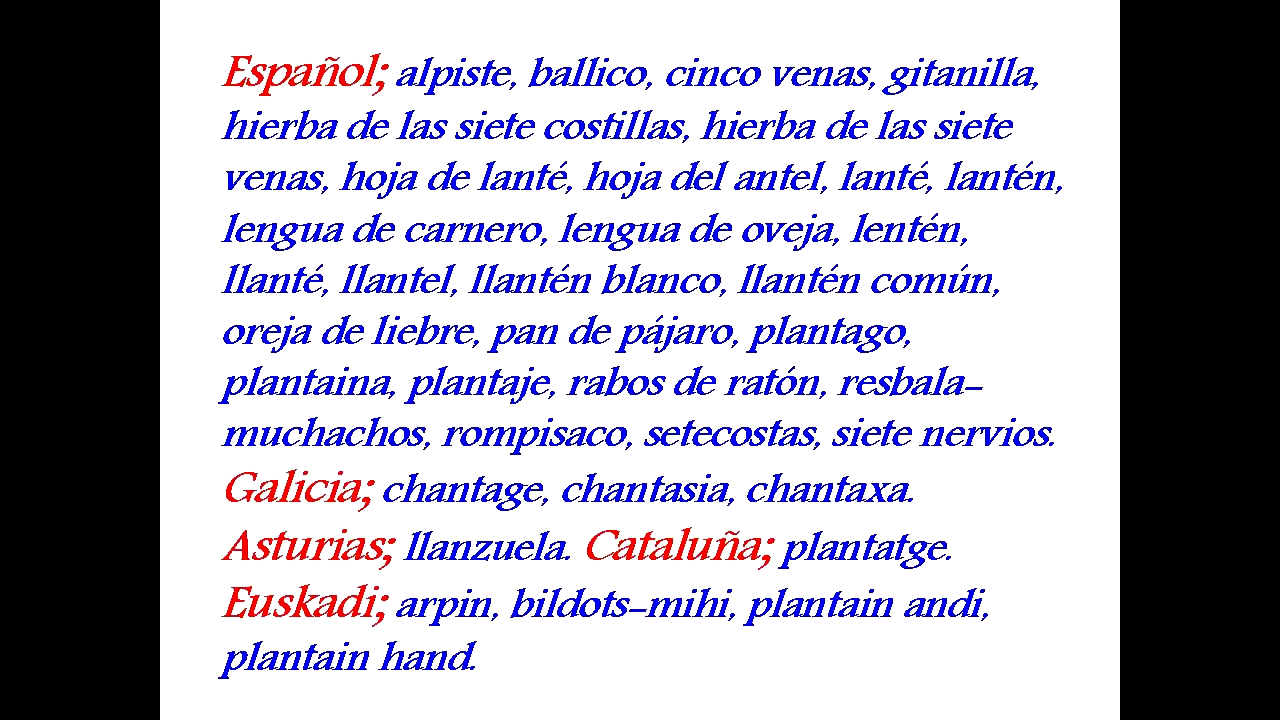 Español; alpiste, ballico, cinco venas, gitanilla,
hierba de las siete costillas, hierba de las siete
venas, hoja de lanté, hoja del antel, lanté, lantén,
lengua de carnero, lengua de oveja, lentén,
llanté, llantel, llantén blanco, llantén común,
oreja de liebre, pan de pájaro, plantago,
plantaina, plantaje, rabos de ratón, resbala-
muchachos, rompisaco, setecostas, siete nervios.
Galicia; chantage, chantasia, chantaxa.
Asturias; llanzuela. Cataluña; plantatge.
Euskadi; arpin, bildots-mihi, plantain andi,
plantain hand.